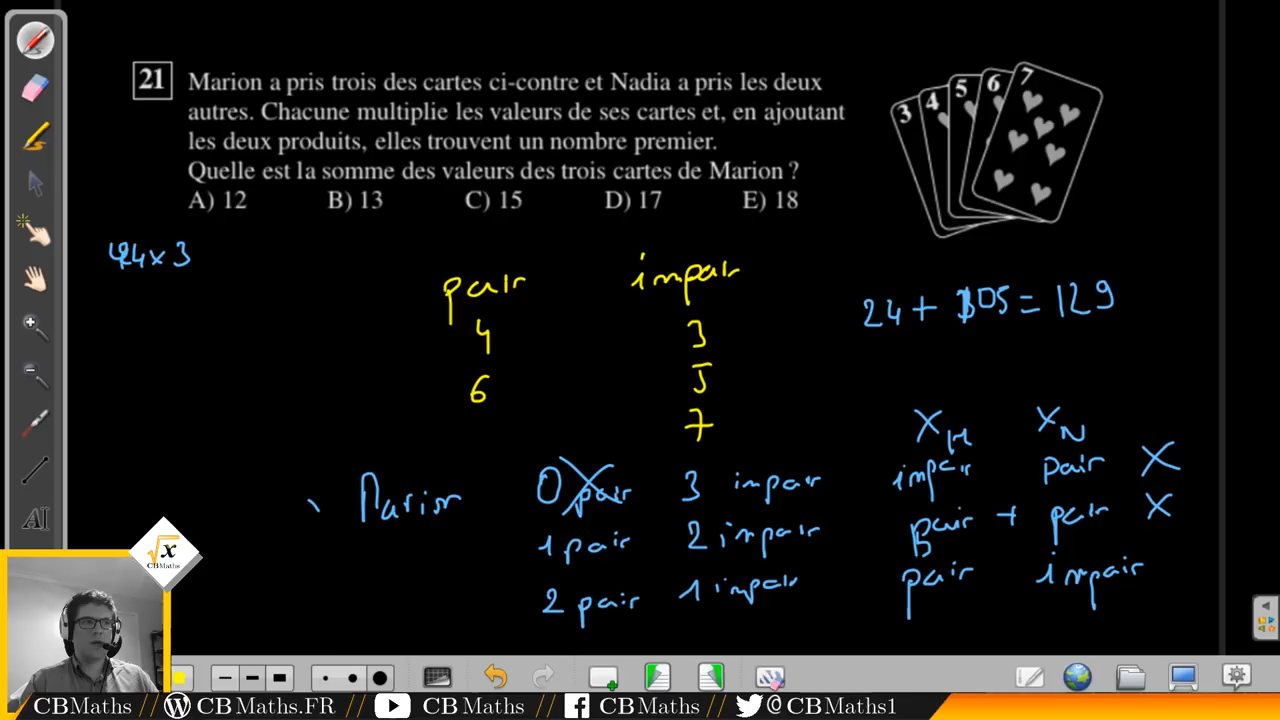 21 Marion a pris trois des cartes ci-contre et Nadia a pris les deux
autres. Chacune multiplie les valeurs de ses cartes et, en ajoutant
les deux produits, elles trouvent un nombre premier.
Quelle est la somme des valeurs des trois cartes de Marion ?
A) 12 B) 13 C) 15 D) 17 E) 18
3 4 5 6 7
24 x 3
pair impair
24 + 105 = 129
4 3
6 5
7
X M X N
Marion 0 pair 3 impair impair pair X
1 pair 2 impair pair + pair X
2 pair 1 impair pair impair
√x
CBMaths
AI
CBMaths CBMaths.FR CBMaths CBMaths @CBMaths1